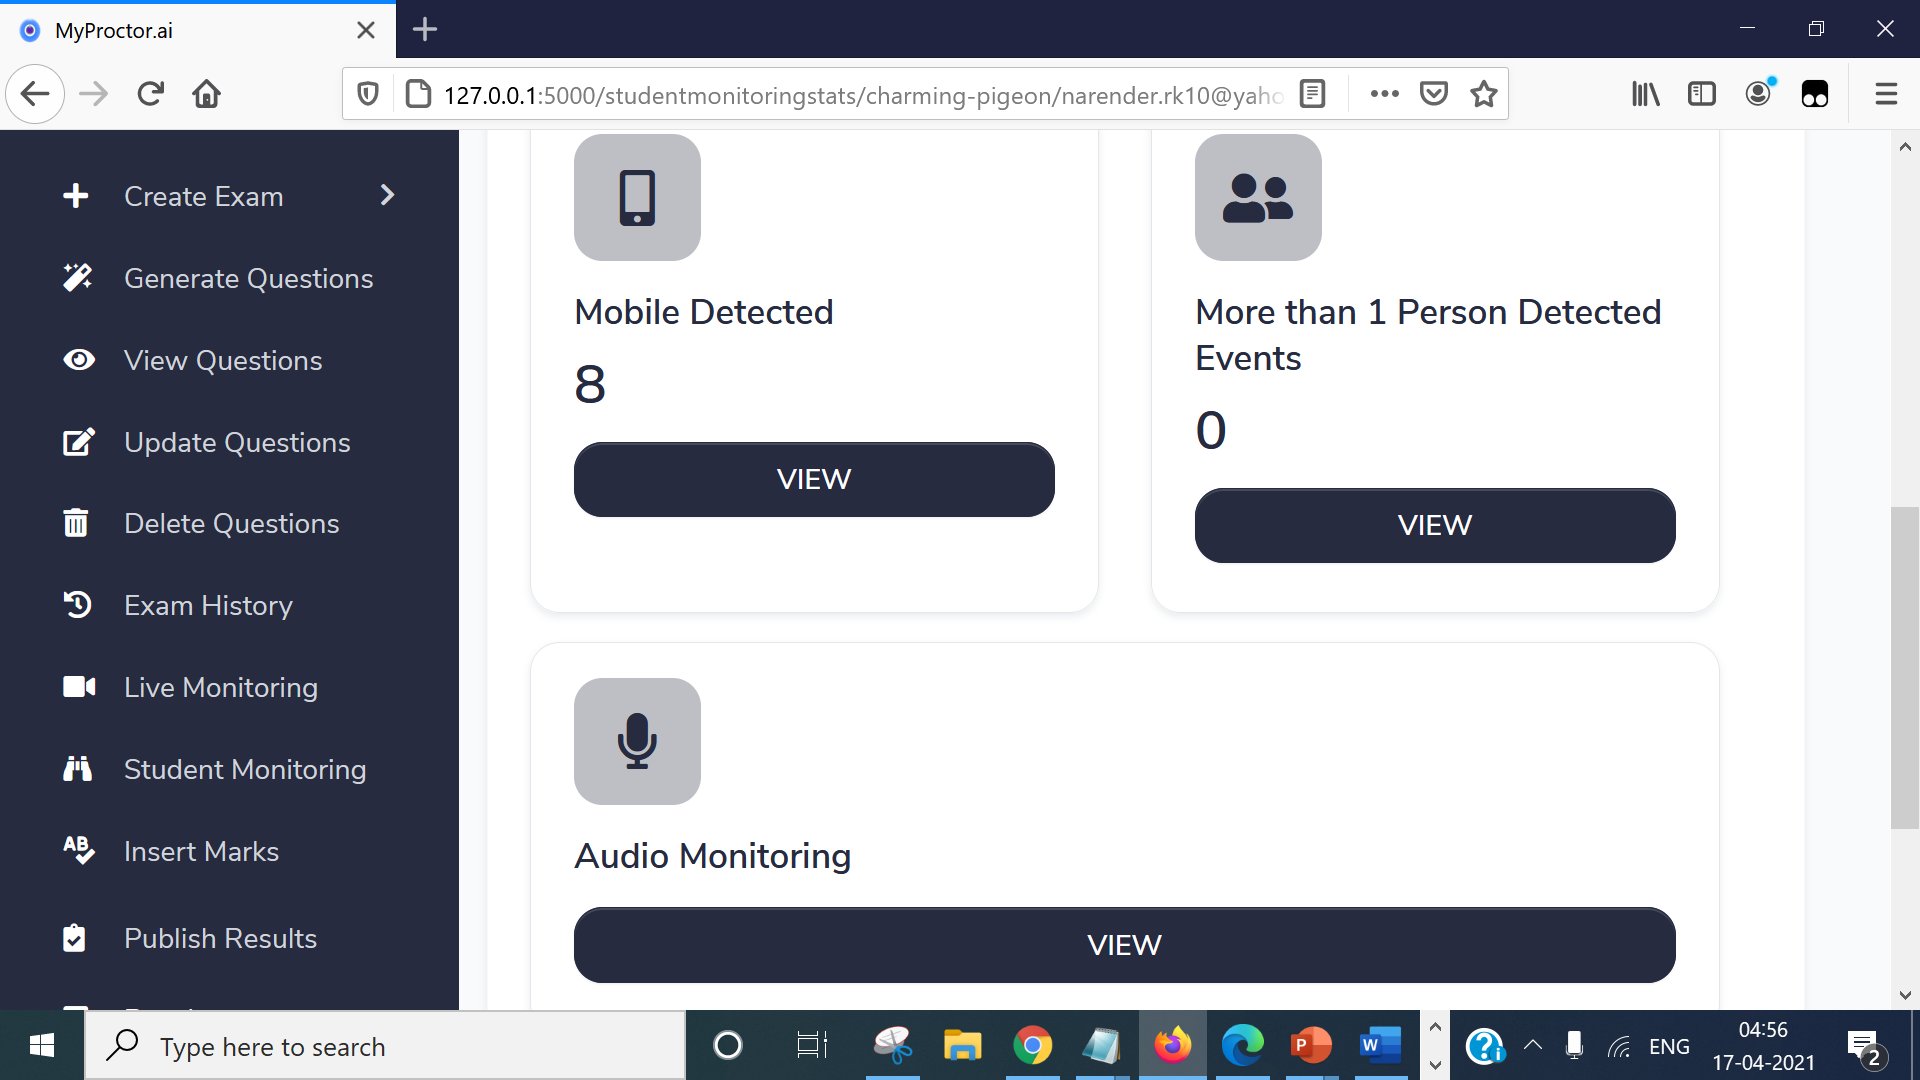 MyProctor.ai
127.0.0.1:5000/studentmonitoringstats/charming-pigeon/narender.rk10@yaho
Create Exam
Generate Questions
View Questions
Update Questions
Delete Questions
Exam History
Live Monitoring
Student Monitoring
Insert Marks
Publish Results
Mobile Detected
8
VIEW
More than 1 Person Detected
Events
0
VIEW
Audio Monitoring
VIEW
Type here to search
ENG
04:56
17-04-2021
2